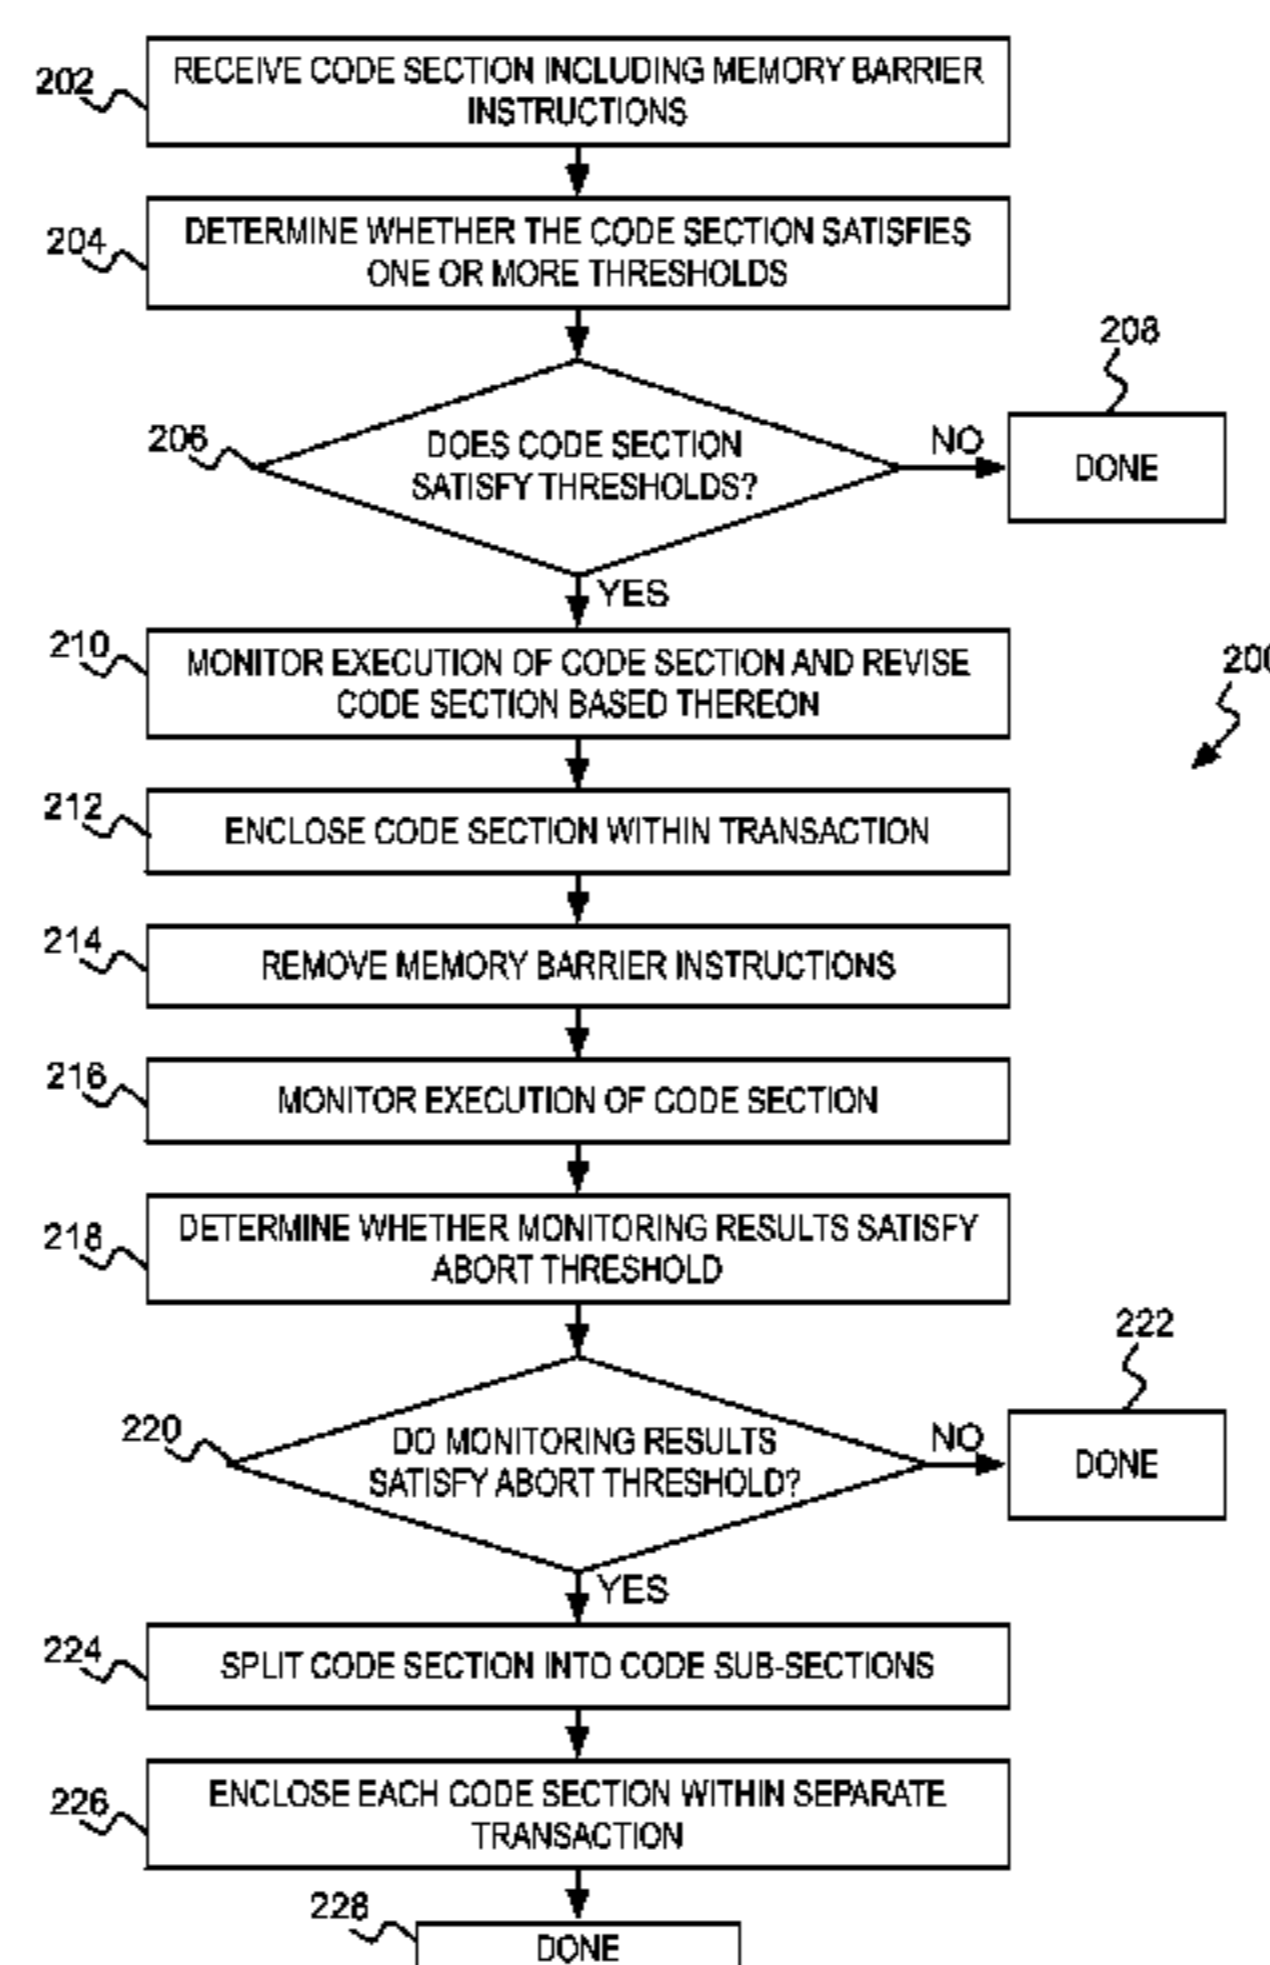 202
RECEIVE CODE SECTION INCLUDING MEMORY BARRIER
INSTRUCTIONS
204
DETERMINE WHETHER THE CODE SECTION SATISFIES
ONE OR MORE THRESHOLDS
206
DOES CODE SECTION
SATISFY THRESHOLDS?
NO
208
DONE
YES
210
MONITOR EXECUTION OF CODE SECTION AND REVISE
CODE SECTION BASED THEREON
200
212
ENCLOSE CODE SECTION WITHIN TRANSACTION
214
REMOVE MEMORY BARRIER INSTRUCTIONS
216
MONITOR EXECUTION OF CODE SECTION
218
DETERMINE WHETHER MONITORING RESULTS SATISFY
ABORT THRESHOLD
220
DO MONITORING RESULTS
SATISFY ABORT THRESHOLD?
NO
222
DONE
YES
224
SPLIT CODE SECTION INTO CODE SUB-SECTIONS
226
ENCLOSE EACH CODE SECTION WITHIN SEPARATE
TRANSACTION
228
DONE